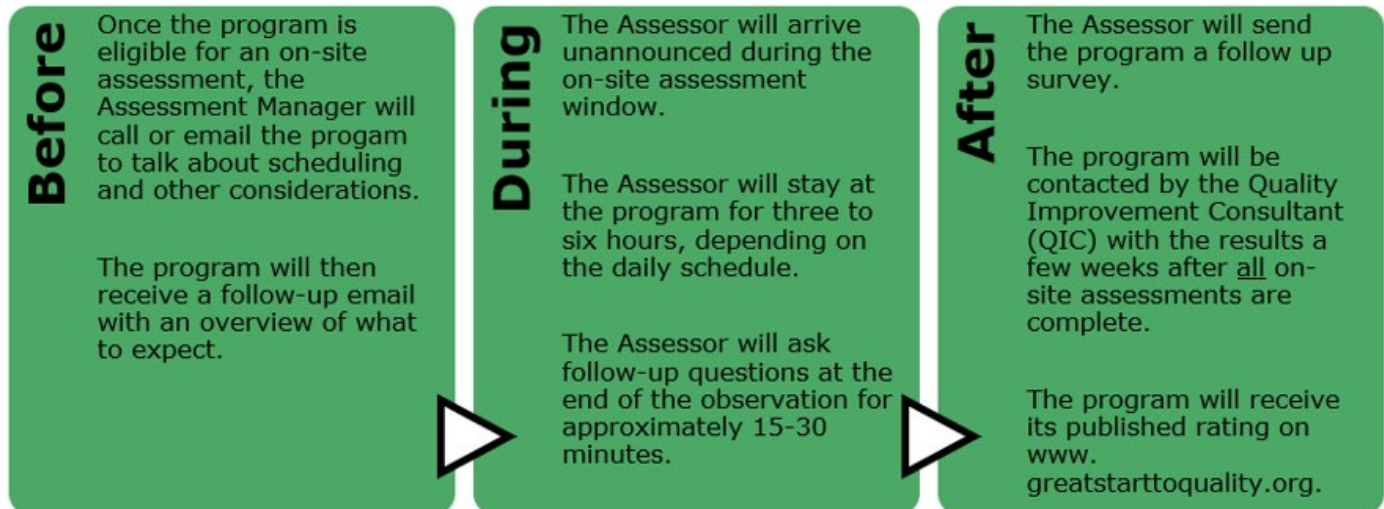 Before
Once the program is
eligible for an on-site
assessment, the
Assessment Manager will
call or email the progam
to talk about scheduling
and other considerations.
The program will then
receive a follow-up email
with an overview of what
to expect.
During
The Assessor will arrive
unannounced during the
on-site assessment
window.
The Assessor will stay at
the program for three to
six hours, depending on
the daily schedule.
The Assessor will ask
follow-up questions at the
end of the observation for
approximately 15-30
minutes.
After
The Assessor will send
the program a follow up
survey.
The program will be
contacted by the Quality
Improvement Consultant
(QIC) with the results a
few weeks after all on-
site assessments are
complete.
The program will receive
its published rating on
www.
greatstarttoquality.org.